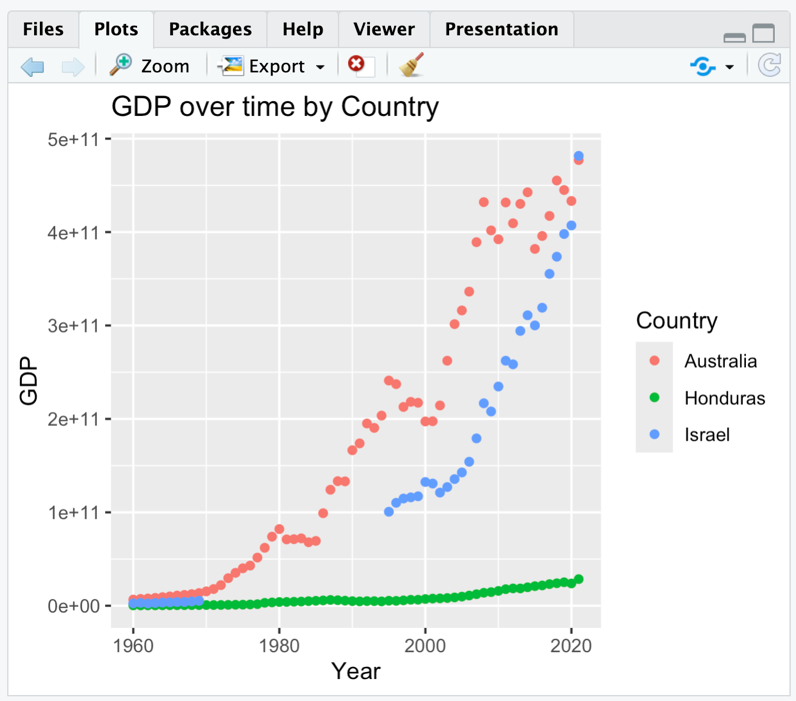 Files Plots Packages Help Viewer Presentation
Zoom Export
GDP over time by Country
5e+11
4e+11
3e+11
2e+11
1e+11
0e+00
GDP
1960 1980 2000 2020
Year
Country
Australia
Honduras
Israel